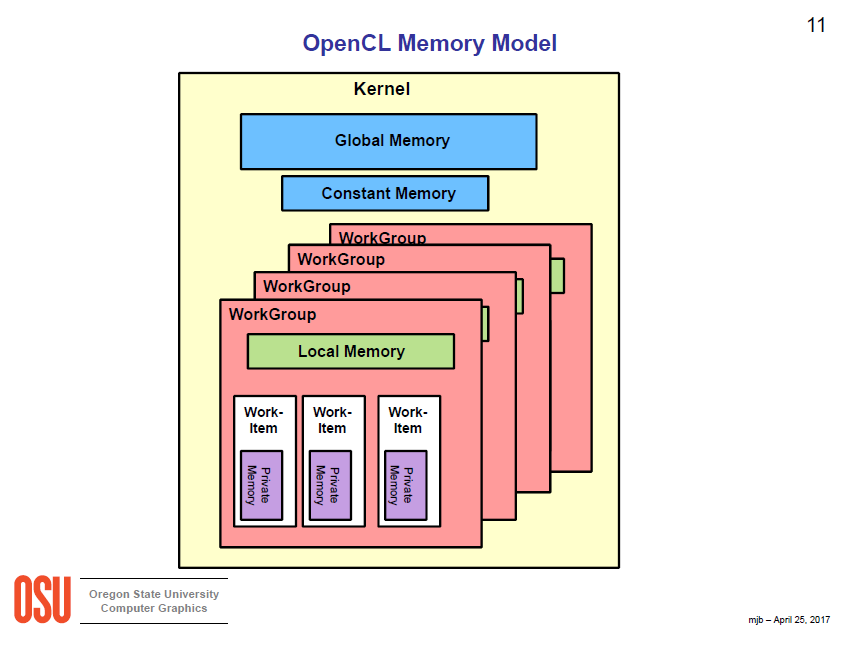 11
OpenCL Memory Model
Kernel
Global Memory
Constant Memory
WorkGroup
WorkGroup
WorkGroup
WorkGroup
Local Memory
Work-
Item
Private
Memory
Work-
Item
Private
Memory
Work-
Item
Private
Memory
OSU
Oregon State University
Computer Graphics
mjb – April 25, 2017